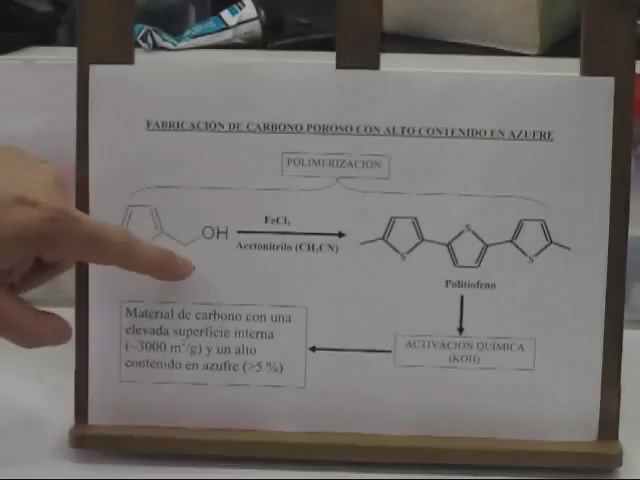 FABRICACIÓN DE CARBONO POROSO CON ALTO CONTENIDO EN AZUFRE
POLIMERIZACIÓN
OH
FeCl₃
Acetonitrilo (CH₃CN)
S
S
S
Politiofeno
ACTIVACIÓN QUÍMICA
(KOH)
Material de carbono con una
elevada superficie interna
(~3000 m²/g) y un alto
contenido en azufre (>5 %)